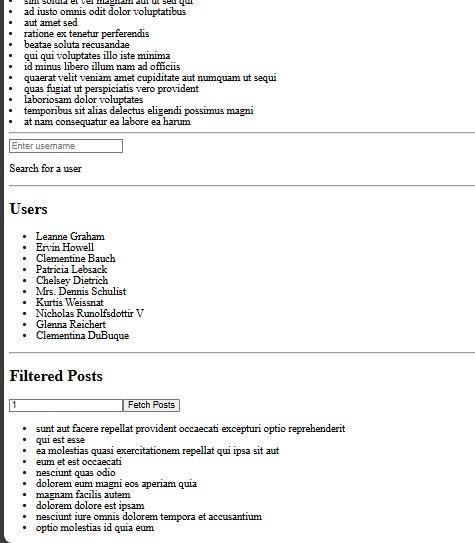 sint soluta et vel magnam aut ut sed qui
ad iusto omnis odit dolor voluptatibus
aut amet sed
ratione ex tenetur perferendis
beatae soluta recusandae
qui qui voluptates illo iste minima
id minus libero illum nam ad officiis
quaerat velit veniam amet cupiditate aut numquam ut sequi
quas fugiat ut perspiciatis vero provident
laboriosam dolor voluptates
temporibus sit alias delectus eligendi possimus magni
at nam consequatur ea labore ea harum
Enter username
Search for a user
Users
Leanne Graham
Ervin Howell
Clementine Bauch
Patricia Lebsack
Chelsey Dietrich
Mrs. Dennis Schulist
Kurtis Weissnat
Nicholas Runolfsdottir V
Glenna Reichert
Clementina DuBuque
Filtered Posts
1 Fetch Posts
sunt aut facere repellat provident occaecati excepturi optio reprehenderit
qui est esse
ea molestias quasi exercitationem repellat qui ipsa sit aut
eum et est occaecati
nesciunt quas odio
dolorem eum magni eos aperiam quia
magnam facilis autem
dolorem dolore est ipsam
nesciunt iure omnis dolorem tempora et accusantium
optio molestias id quia eum